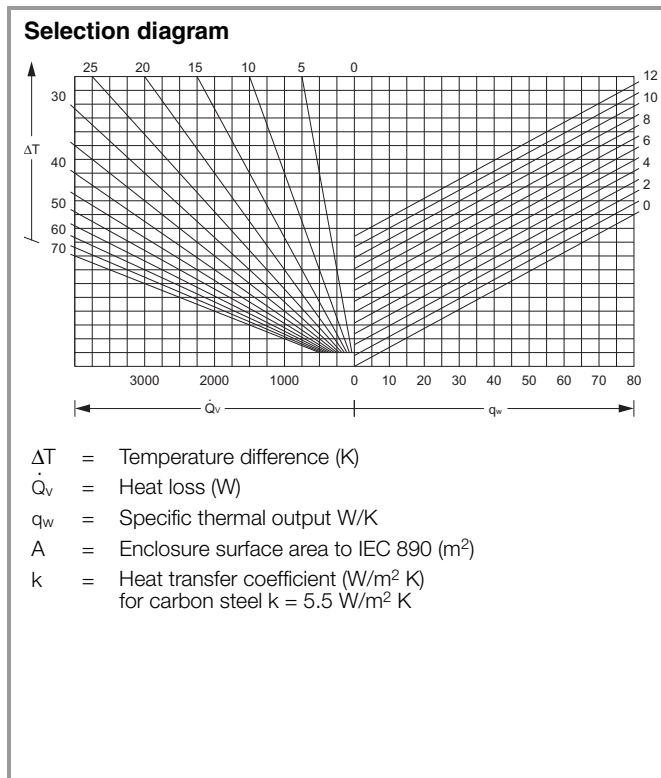 Selection diagram
25 20 15 10 5 0
30
ΔT
40
50
60
70
12
10
8
6
4
2
0
3000 2000 1000 0 10 20 30 40 50 60 70 80
Q̇v qw
ΔT = Temperature difference (K)
Q̇v = Heat loss (W)
qw = Specific thermal output W/K
A = Enclosure surface area to IEC 890 (m²)
k = Heat transfer coefficient (W/m² K)
for carbon steel k = 5.5 W/m² K